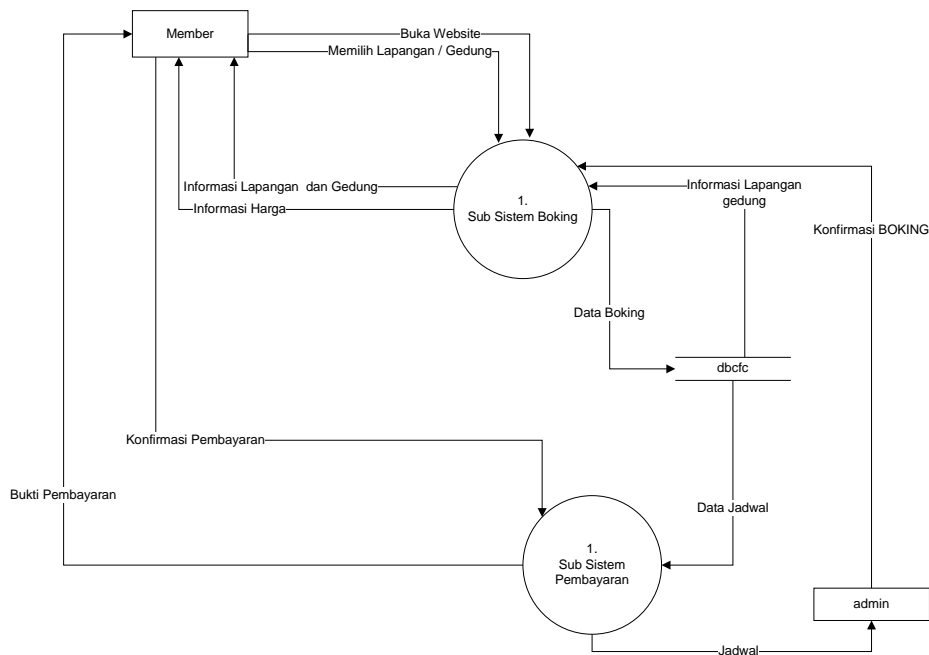 Member
Buka Website
Memilih Lapangan / Gedung
Informasi Lapangan dan Gedung
Informasi Harga
1.
Sub Sistem Boking
Informasi Lapangan
gedung
Konfirmasi BOKING
Data Boking
dbcfc
Konfirmasi Pembayaran
Bukti Pembayaran
Data Jadwal
1.
Sub Sistem
Pembayaran
admin
Jadwal